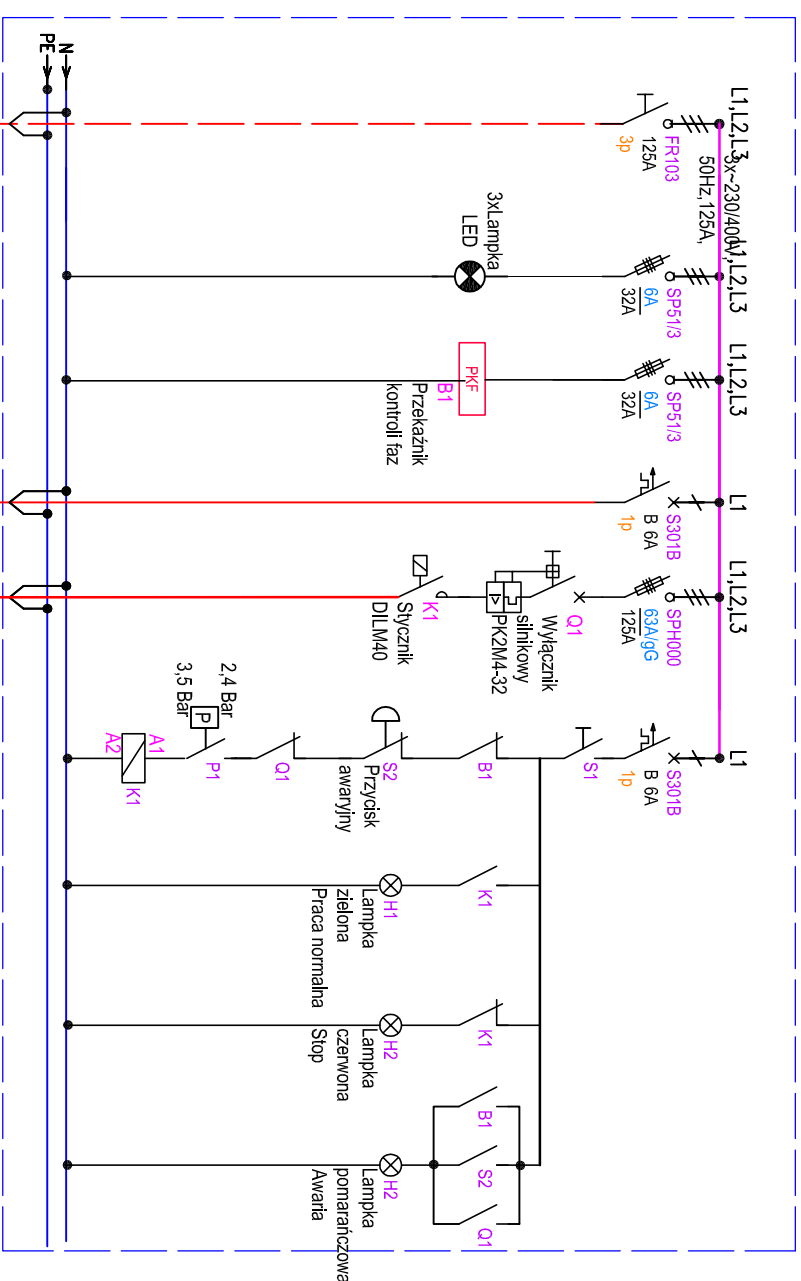 N
PE
L1,L2,L3
3x~230/400V,
50Hz,125A,
FR103
125A
3p
L1,L2,L3
SP51/3
6A
32A
3xLampka
LED
L1,L2,L3
SP51/3
6A
32A
PKF
B1
Przekaźnik
kontroli faz
L1
S301B
B 6A
1p
L1,L2,L3
SPH000
63A/gG
125A
Q1
Wyłącznik
silnikowy
PK2M4-32
I>
K1
Stycznik
DILM40
L1
S301B
B 6A
1p
S1
B1
S2
Przycisk
awaryjny
Q1
P1
P
2,4 Bar
3,5 Bar
A1
A2
K1
K1
H1
Lampka
zielona
Praca normalna
K1
H2
Lampka
czerwona
Stop
B1
S2
Q1
H2
Lampka
pomarańczowa
Awaria